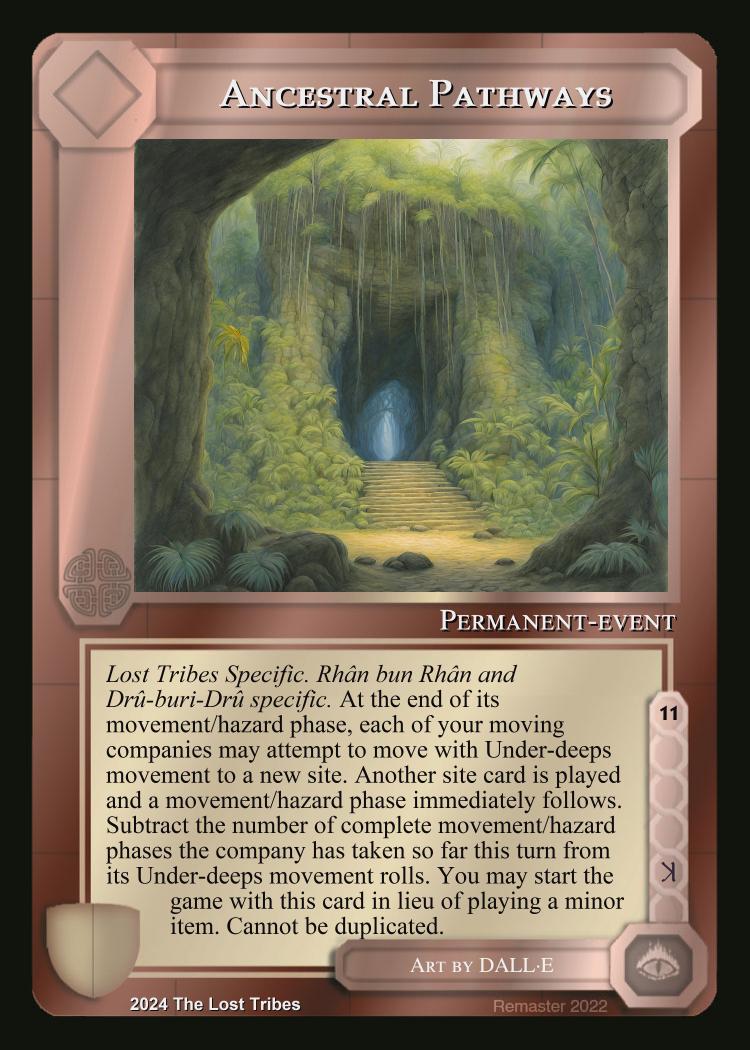 Ancestral Pathways
Permanent-event
Lost Tribes Specific. Rhân bun Rhân and
Drû-buri-Drû specific. At the end of its
movement/hazard phase, each of your moving
companies may attempt to move with Under-deeps
movement to a new site. Another site card is played
and a movement/hazard phase immediately follows.
Subtract the number of complete movement/hazard
phases the company has taken so far this turn from
its Under-deeps movement rolls. You may start the
game with this card in lieu of playing a minor
item. Cannot be duplicated.
11
Art by DALL·E
2024 The Lost Tribes
Remaster 2022